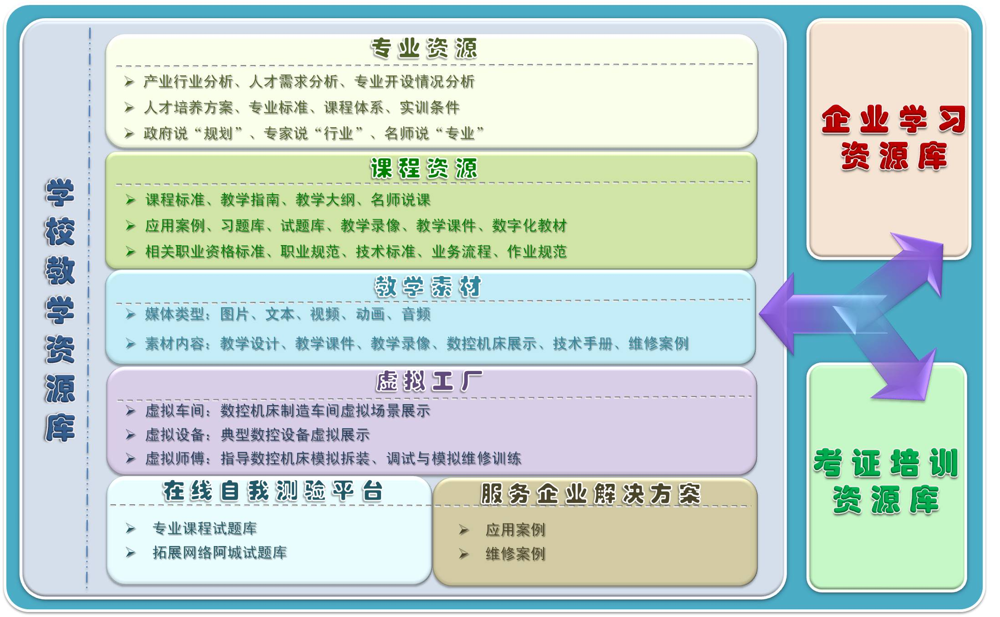 学校教学资源库
专业资源
产业行业分析、人才需求分析、专业开设情况分析
人才培养方案、专业标准、课程体系、实训条件
政府说“规划”、专家说“行业”、名师说“专业”
课程资源
课程标准、教学指南、教学大纲、名师说课
应用案例、习题库、试题库、教学录像、教学课件、数字化教材
相关职业资格标准、职业规范、技术标准、业务流程、作业规范
教学素材
媒体类型：图片、文本、视频、动画、音频
素材内容：教学设计、教学课件、教学录像、数控机床展示、技术手册、维修案例
虚拟工厂
虚拟车间：数控机床制造车间虚拟场景展示
虚拟设备：典型数控设备虚拟展示
虚拟师傅：指导数控机床模拟拆装、调试与模拟维修训练
在线自我测验平台
专业课程试题库
拓展网络阿城试题库
服务企业解决方案
应用案例
维修案例
企业学习
资源库
考证培训
资源库